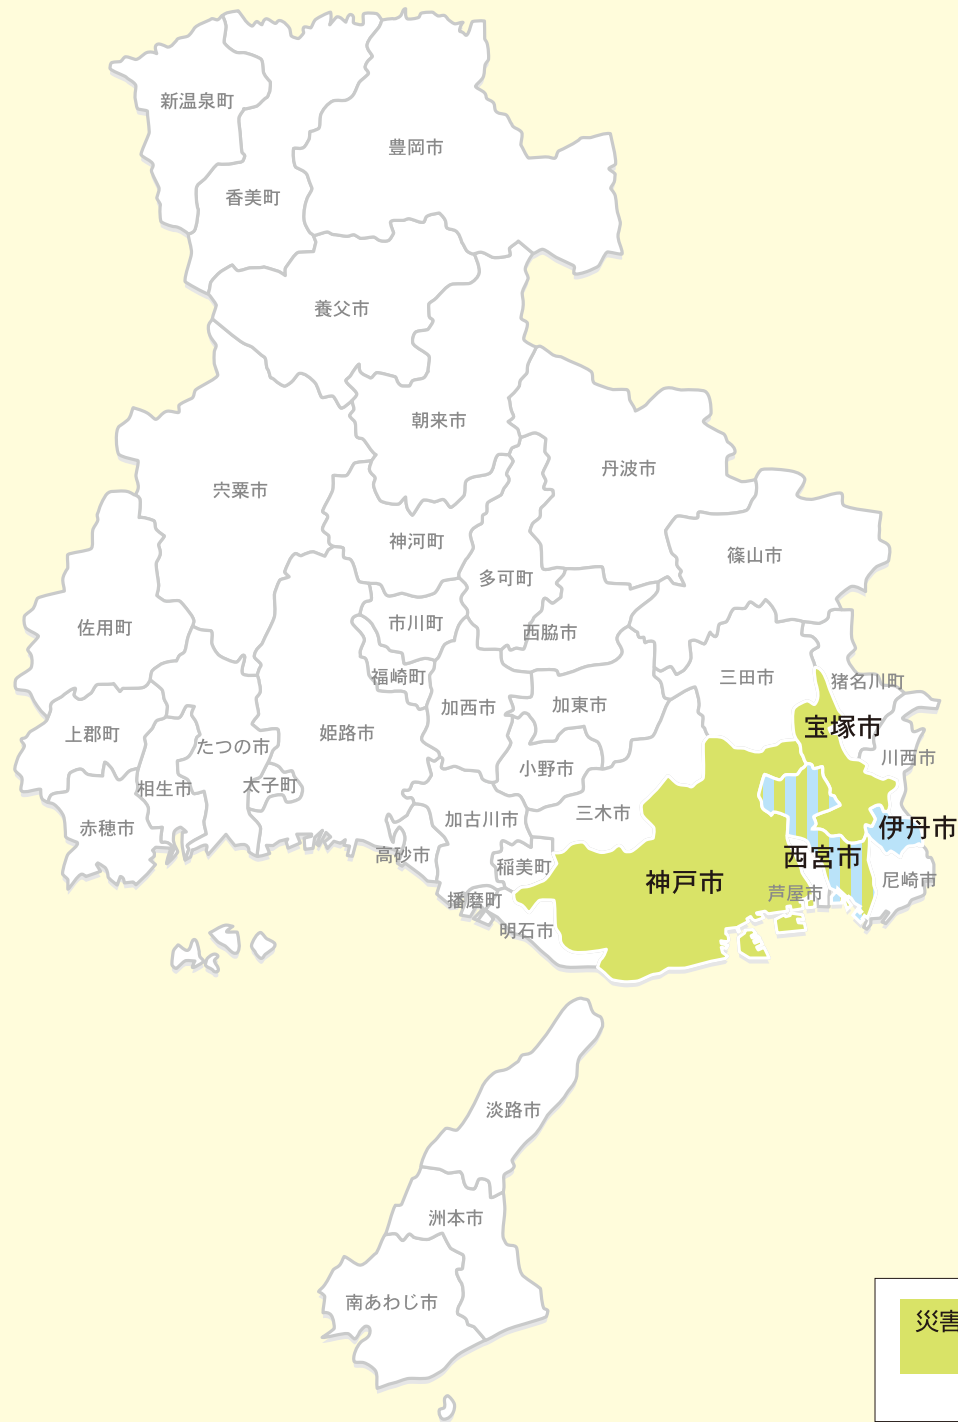 新温泉町
豊岡市
香美町
養父市
朝来市
丹波市
宍粟市
神河町
篠山市
多可町
佐用町
市川町
西脇市
福崎町
三田市
猪名川町
加西市
加東市
上郡町
姫路市
宝塚市
たつの市
川西市
小野市
相生市
太子町
三木市
加古川市
赤穂市
伊丹市
高砂市
西宮市
稲美町
神戸市
尼崎市
芦屋市
播磨町
明石市
淡路市
洲本市
南あわじ市
災害